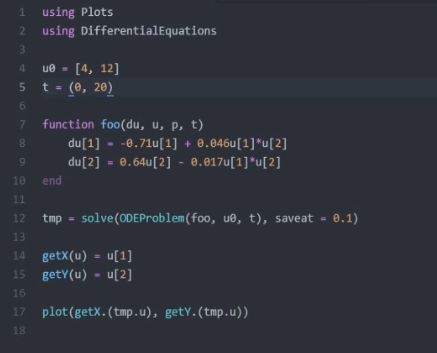 1 using Plots
2 using DifferentialEquations
3
4 u0 = [4, 12]
5 t = (0, 20)
6
7 function foo(du, u, p, t)
8     du[1] = -0.71u[1] + 0.046u[1]*u[2]
9     du[2] = 0.64u[2] - 0.017u[1]*u[2]
10 end
11
12 tmp = solve(ODEProblem(foo, u0, t), saveat = 0.1)
13
14 getX(u) = u[1]
15 getY(u) = u[2]
16
17 plot(getX.(tmp.u), getY.(tmp.u))
18